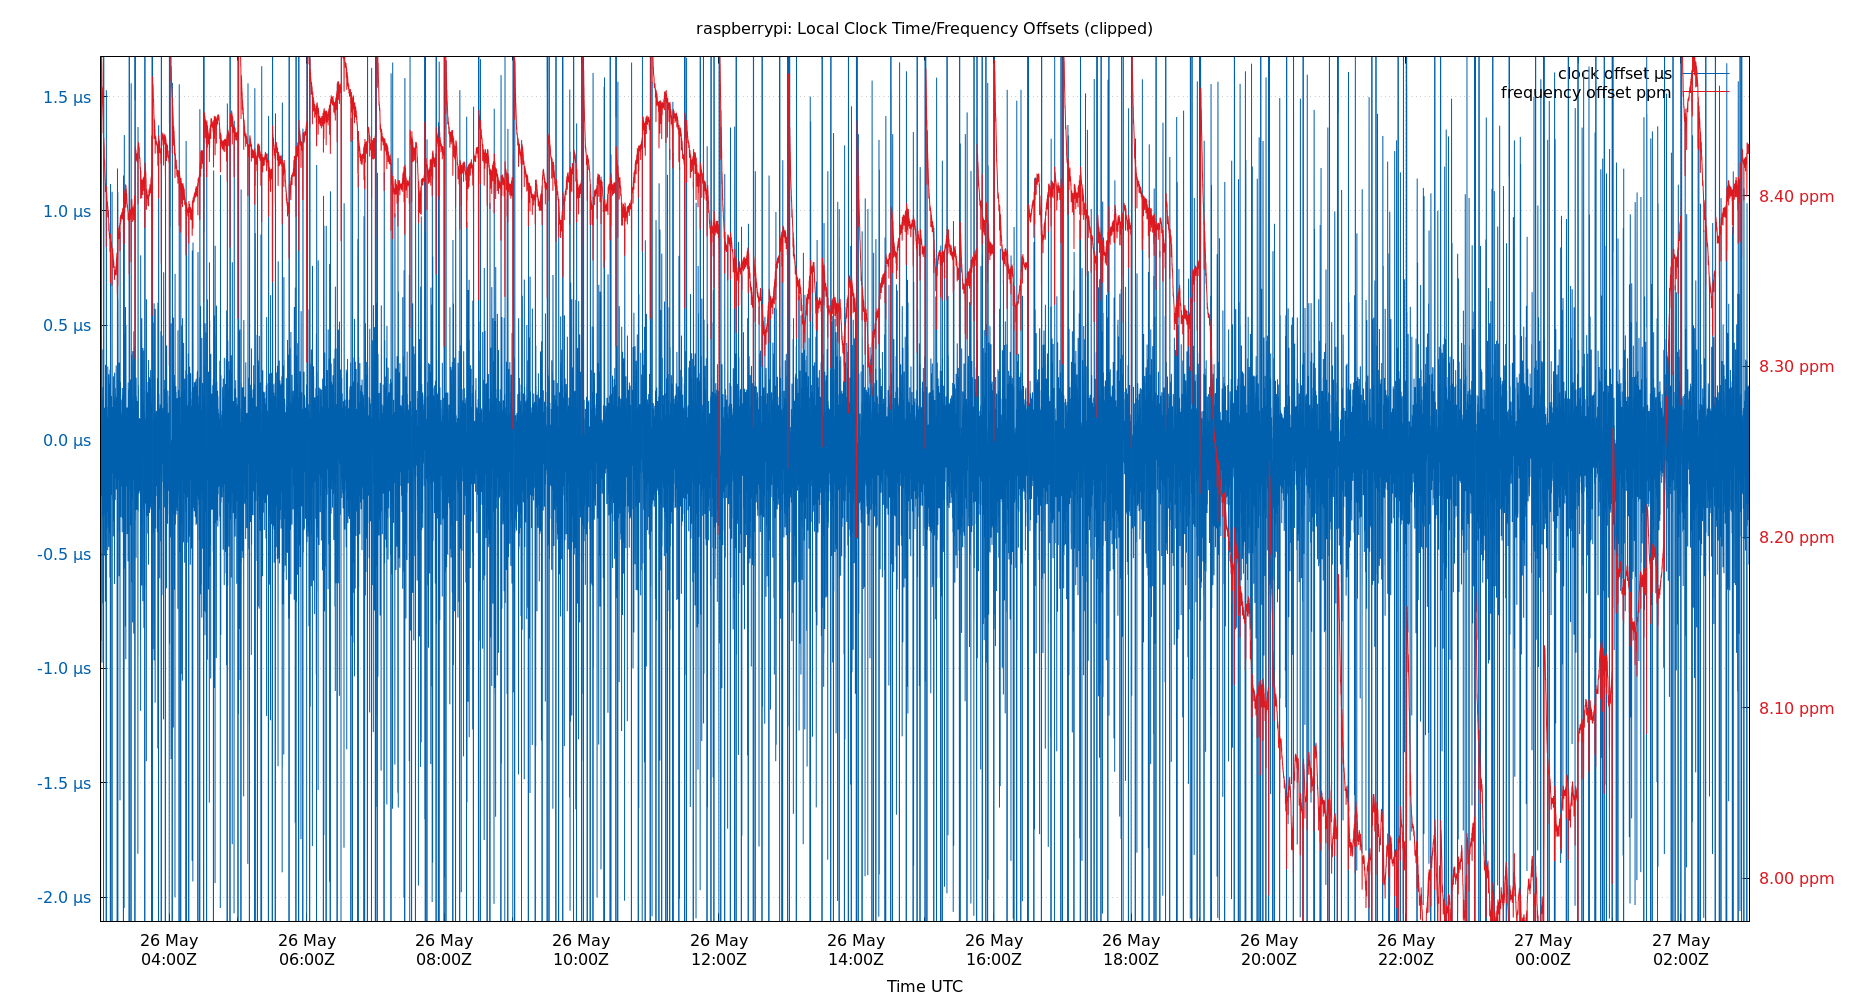 raspberrypi: Local Clock Time/Frequency Offsets (clipped)
clock offset µs
frequency offset ppm
1.5 µs
1.0 µs
0.5 µs
0.0 µs
-0.5 µs
-1.0 µs
-1.5 µs
-2.0 µs
8.40 ppm
8.30 ppm
8.20 ppm
8.10 ppm
8.00 ppm
26 May 26 May 26 May 26 May 26 May 26 May 26 May 26 May 26 May 26 May 27 May 27 May
04:00Z 06:00Z 08:00Z 10:00Z 12:00Z 14:00Z 16:00Z 18:00Z 20:00Z 22:00Z 00:00Z 02:00Z
Time UTC